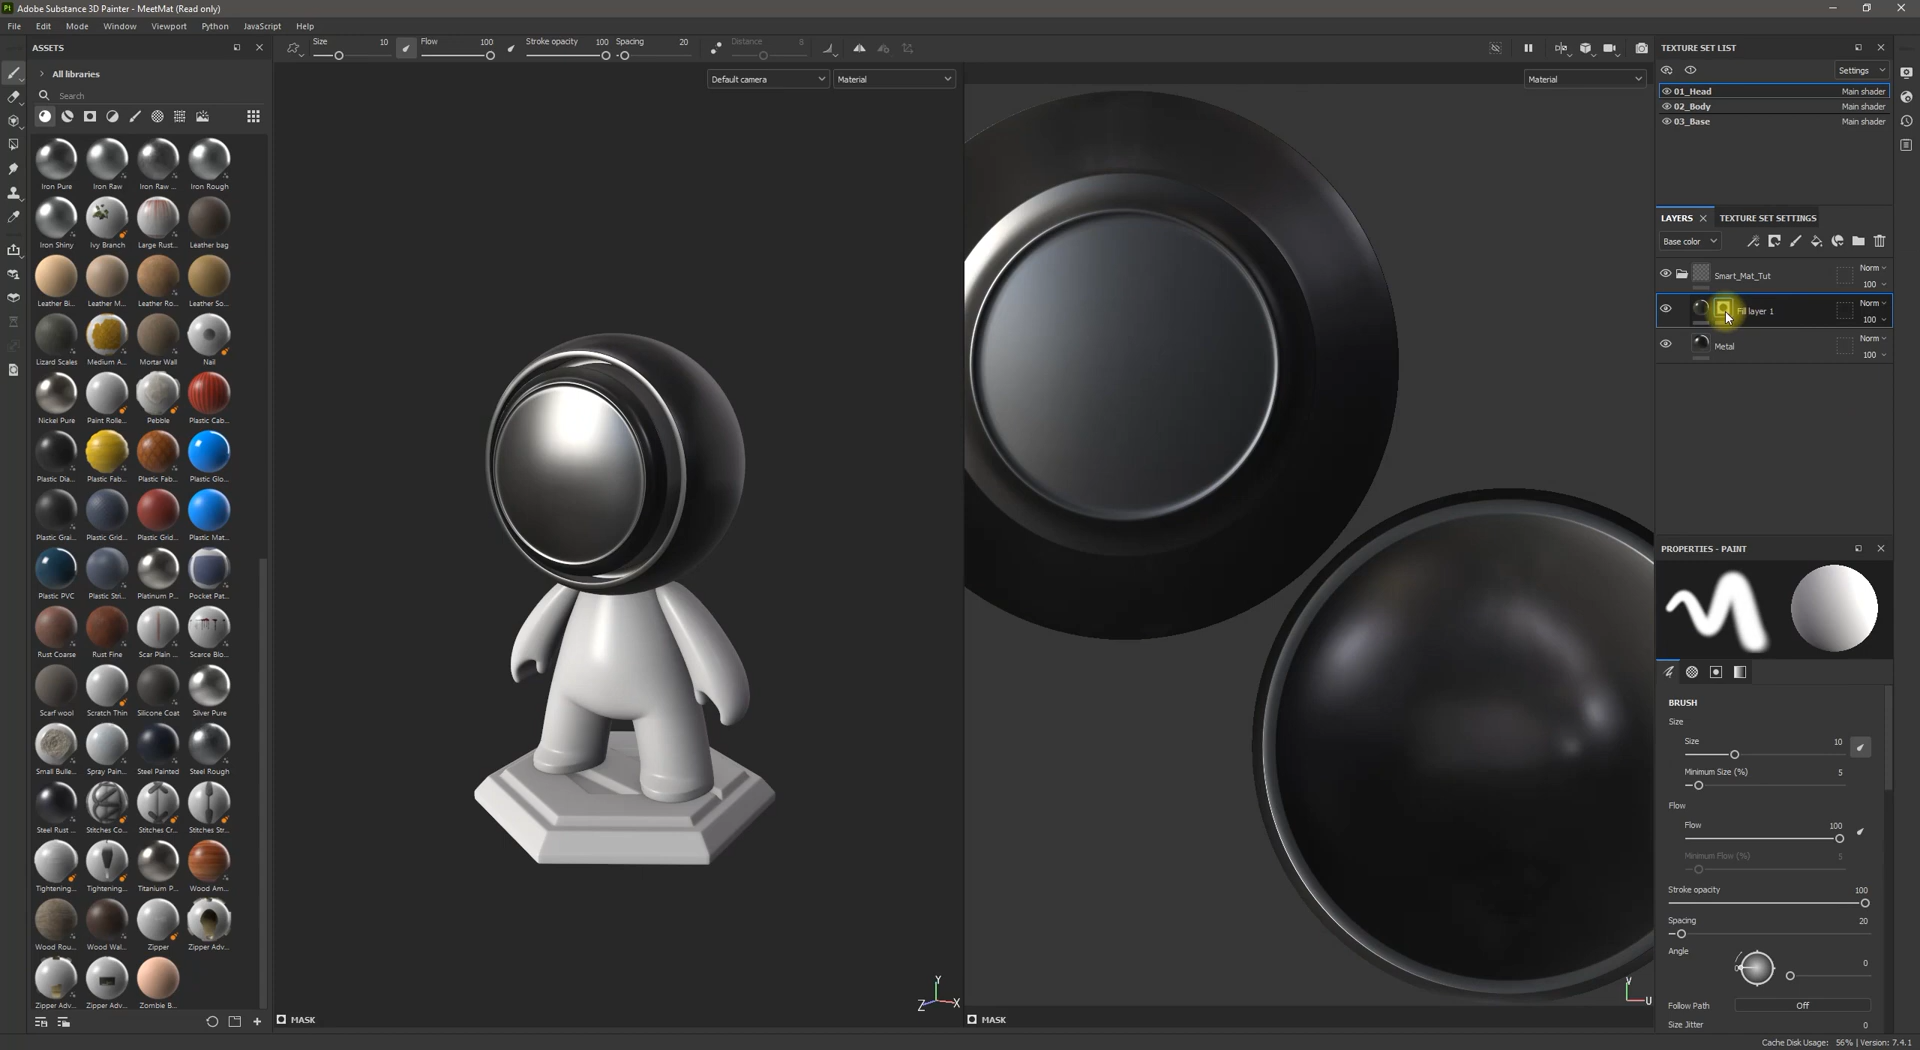 Adobe Substance 3D Painter - MeetMat (Read only)
File Edit Mode Window Viewport Python JavaScript Help
ASSETS
Size 10 Flow 100 Stroke opacity 100 Spacing 20 Distance 8
TEXTURE SET LIST
Default camera Material Material
All libraries
Search
Settings
01_Head Main shader
02_Body Main shader
03_Base Main shader
Iron Pure Iron Raw Iron Raw ... Iron Rough
Iron Shiny Ivy Branch Large Rust... Leather bag
Leather Bi... Leather M... Leather Ro... Leather So...
Lizard Scales Medium A... Mortar Wall Nail
Nickel Pure Paint Rolle... Pebble Plastic Cab...
Plastic Dia... Plastic Fab... Plastic Fab... Plastic Glo...
Plastic Grai... Plastic Grid... Plastic Grid... Plastic Mat...
Plastic PVC Plastic Stri... Platinum P... Pocket Pat...
Rust Coarse Rust Fine Scar Plain ... Scarce Blo...
Scarf wool Scratch Thin Silicone Coat Silver Pure
Small Bulle... Spray Pain... Steel Painted Steel Rough
Steel Rust ... Stitches Co... Stitches Cr... Stitches Str...
Tightening... Tightening... Titanium P... Wood Am...
Wood Rou... Wood Wal... Zipper Zipper Adv...
Zipper Adv... Zipper Adv... Zombie B...
LAYERS TEXTURE SET SETTINGS
Base color
Smart_Mat_Tut Norm
100
Fill layer 1 Norm
100
Metal Norm
100
PROPERTIES - PAINT
BRUSH
Size
Size 10
Minimum Size (%) 5
Flow
Flow 100
Minimum Flow (%) 5
Stroke opacity 100
Spacing 20
Angle 0
Follow Path Off
Size Jitter 0
Y
Z X
V
U
MASK
MASK
Cache Disk Usage: 56% | Version: 7.4.1